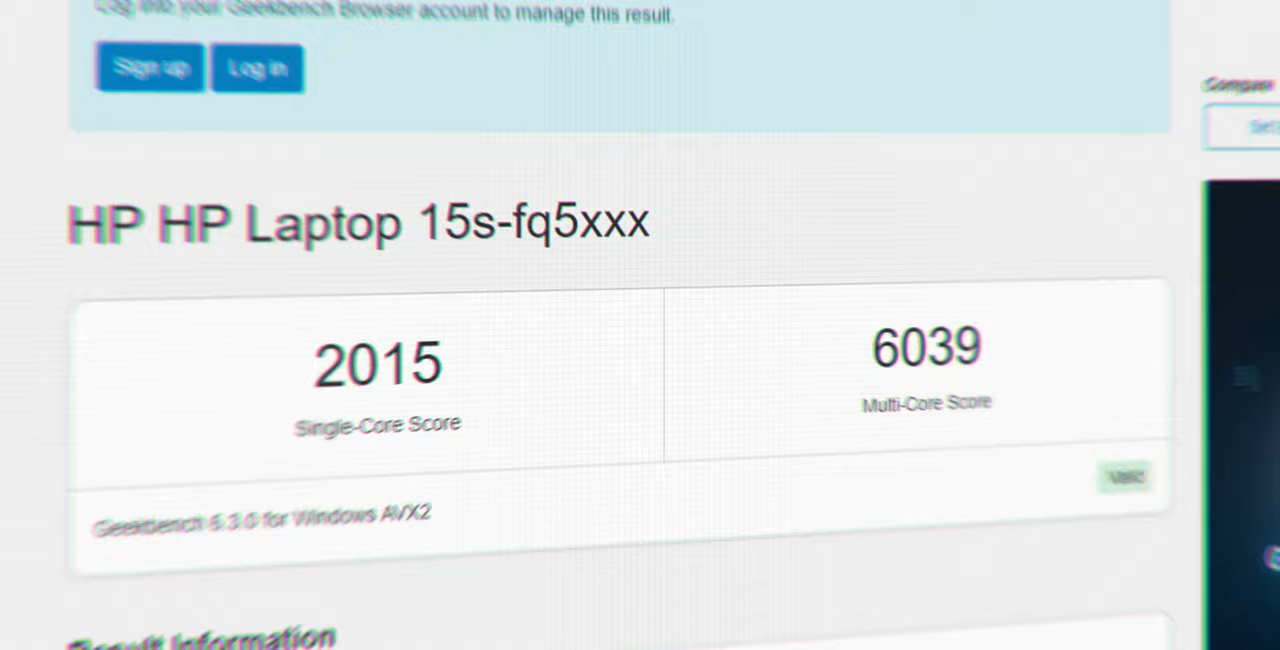 Log into your Geekbench Browser account to manage this result.
Sign up Log in
Compare
HP HP Laptop 15s-fq5xxx
2015
Single-Core Score
6039
Multi-Core Score
Valid
Geekbench 6.3.0 for Windows AVX2
Result Information